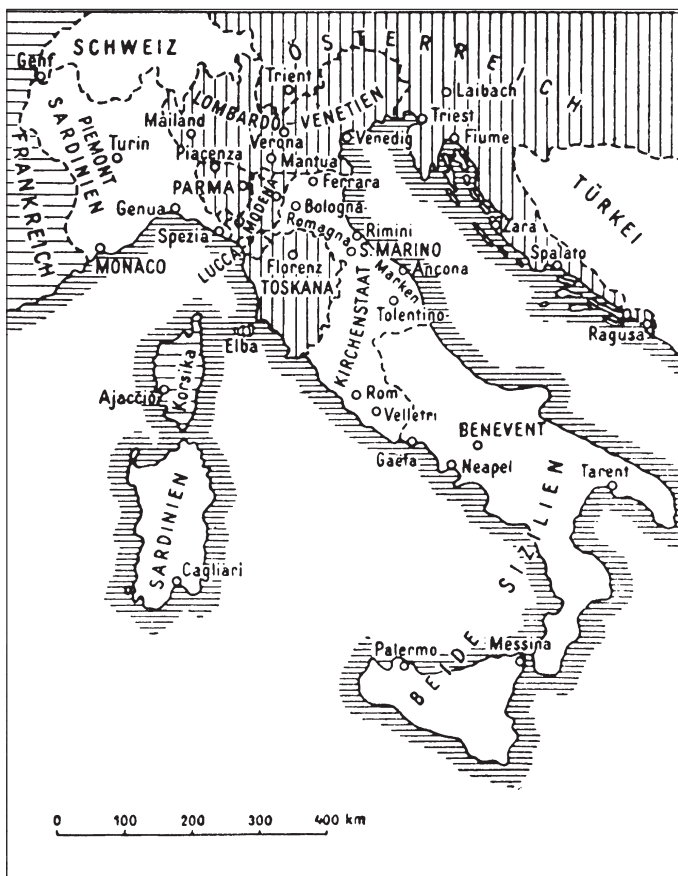 SCHWEIZ
ÖSTERREICH
Genf
Trient
Laibach
LOMBARDO
VENETIEN
Triest
Mailand
Fiume
PIEMONT
SARDINIEN
Verona
Venedig
FRANKREICH
Turin
Piacenza
Mantua
TÜRKEI
PARMA
Ferrara
MODENA
Genua
Bologna
Zara
Romagna
Rimini
Spezia
S. MARINO
Spalato
LUCCA
MONACO
Florenz
Ancona
TOSKANA
Marken
Tolentino
Ragusa
KIRCHENSTAAT
Elba
Korsika
Ajaccio
Rom
Velletri
BENEVENT
Gaëta
Neapel
Tarent
SARDINIEN
Cagliari
BEIDE SIZILIEN
Palermo
Messina
0 100 200 300 400 km